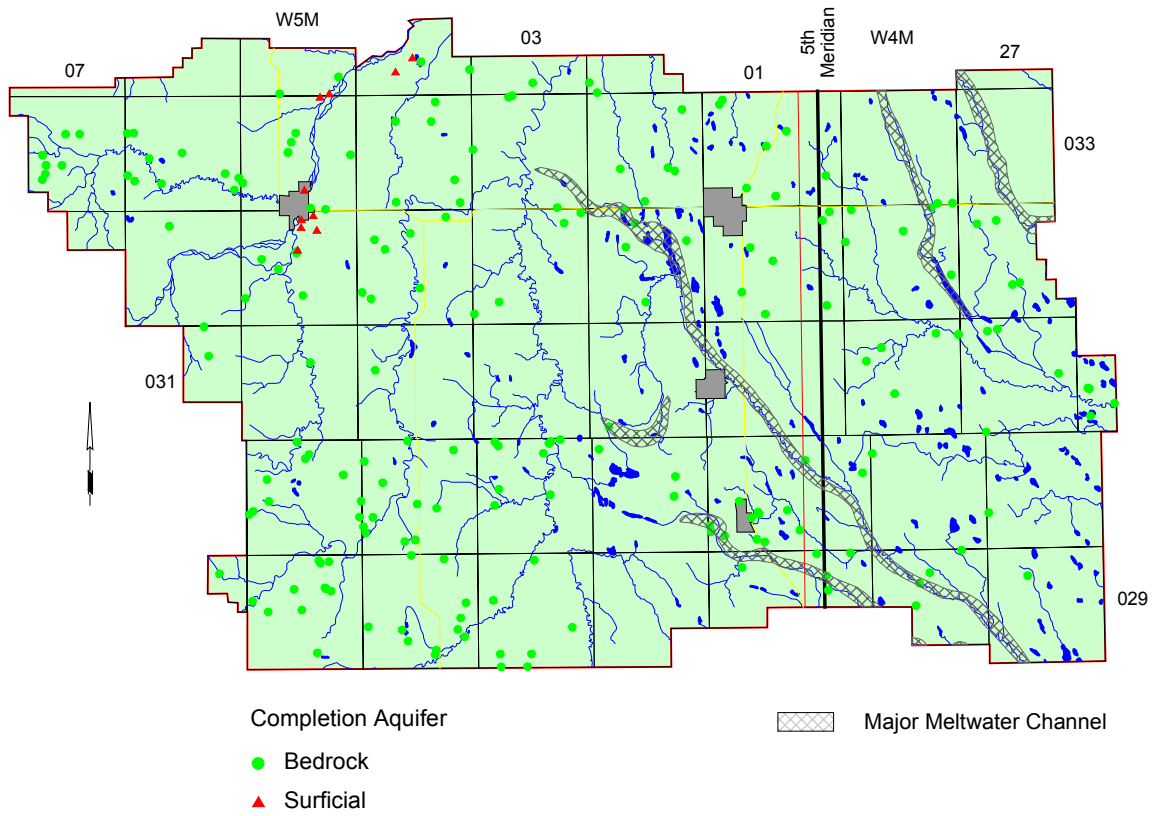 W5M
03
5th
Meridian
W4M
27
07
01
033
031
029
Completion Aquifer
Bedrock
Surficial
Major Meltwater Channel